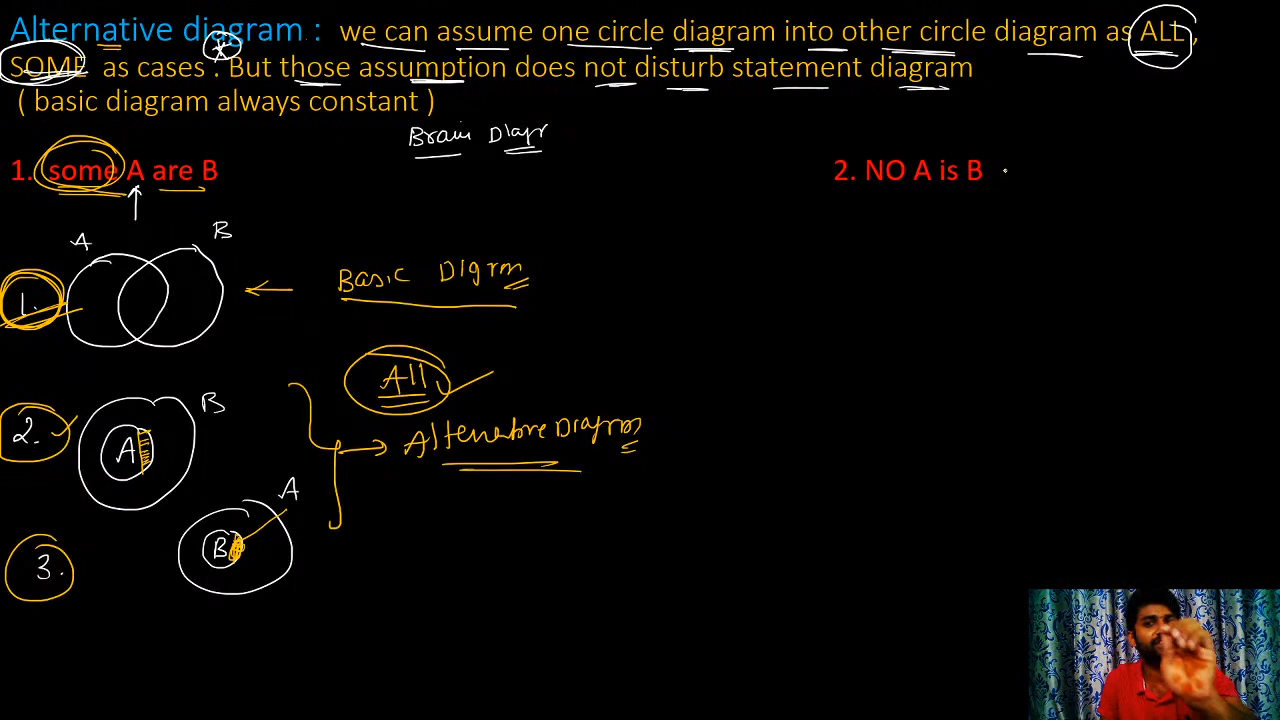 Alternative diagram : we can assume one circle diagram into other circle diagram as ALL ,
SOME as cases . But those assumption does not disturb statement diagram
( basic diagram always constant )
Brain Diagr
1. some A are B
2. NO A is B
A B
1.
Basic Digrm
All
2. A B
Alternative Diagram
A
3. B